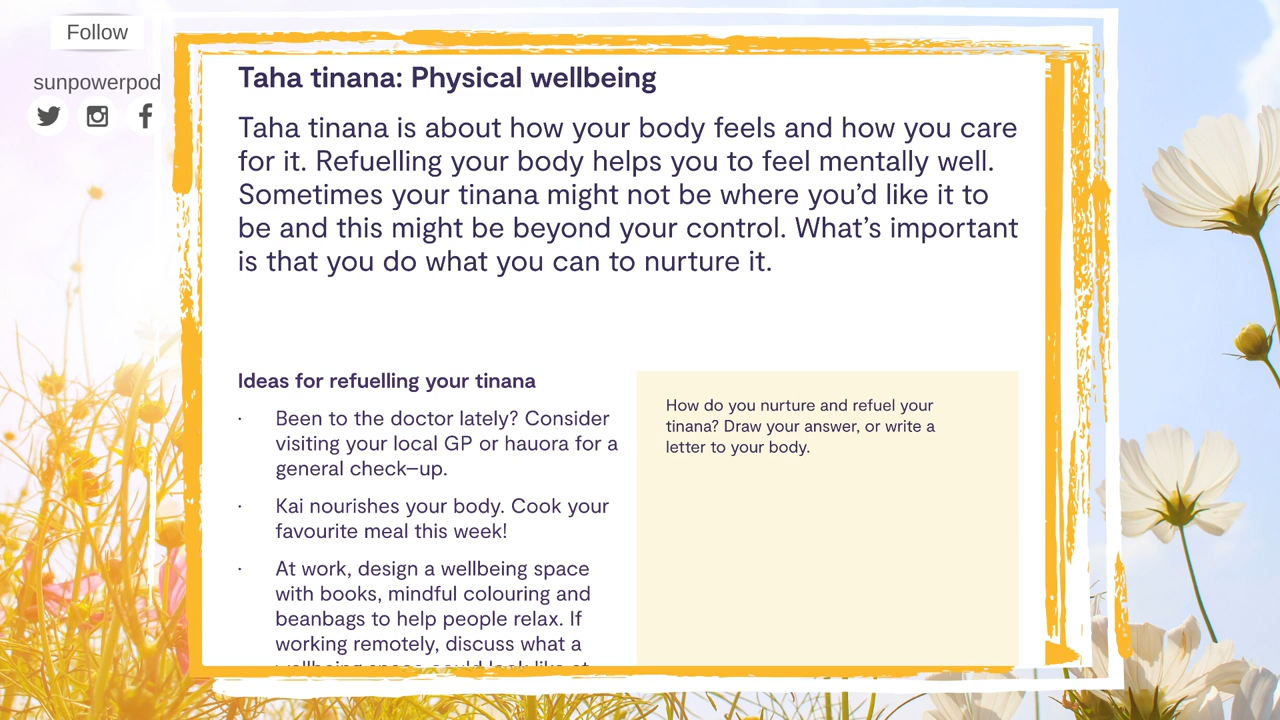 Follow
sunpowerpod
Taha tinana: Physical wellbeing
Taha tinana is about how your body feels and how you care
for it. Refuelling your body helps you to feel mentally well.
Sometimes your tinana might not be where you’d like it to
be and this might be beyond your control. What’s important
is that you do what you can to nurture it.
Ideas for refuelling your tinana
· Been to the doctor lately? Consider
visiting your local GP or hauora for a
general check–up.
· Kai nourishes your body. Cook your
favourite meal this week!
· At work, design a wellbeing space
with books, mindful colouring and
beanbags to help people relax. If
working remotely, discuss what a
How do you nurture and refuel your
tinana? Draw your answer, or write a
letter to your body.